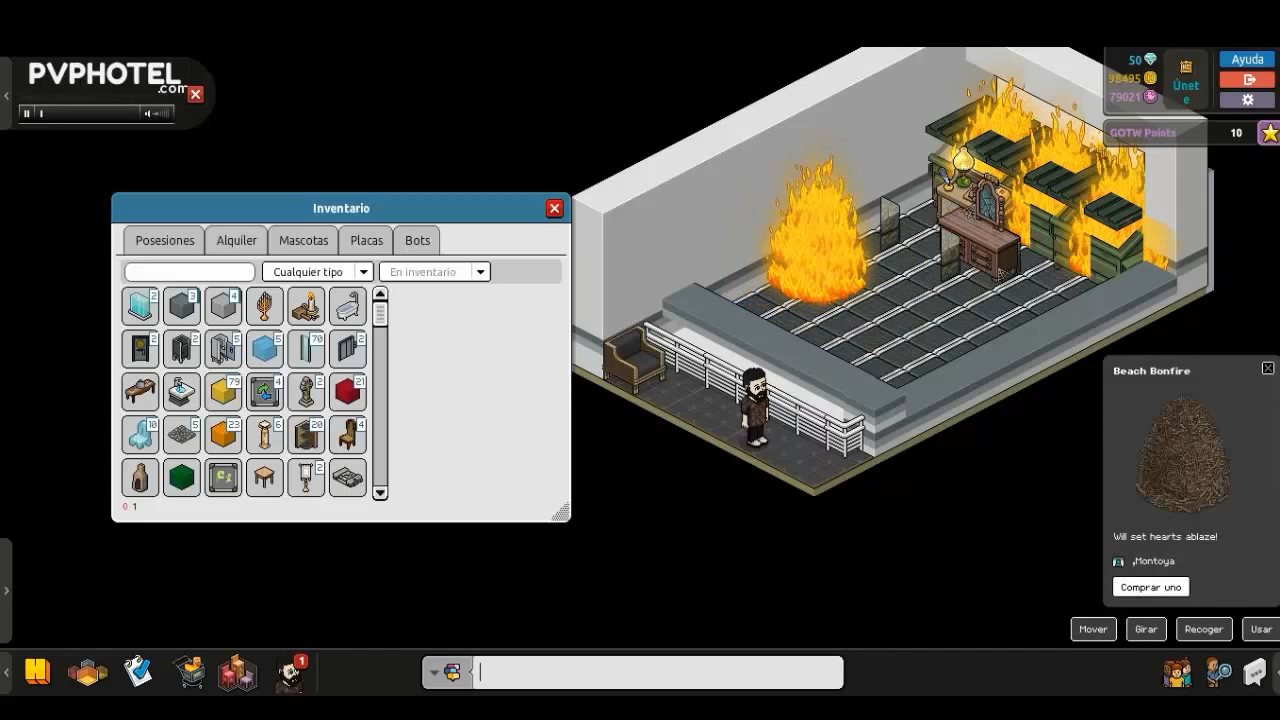 PVPHOTEL
.com
50
98495
79021
Únet
e
Ayuda
GOTW Points 10
Inventario
Posesiones Alquiler Mascotas Placas Bots
Cualquier tipo En inventario
2 3 4
2 2 5 5 70 2
79 4 2 21
10 5 23 6 20 4
2
0 1
Beach Bonfire
Will set hearts ablaze!
,Montoya
Comprar uno
Mover Girar Recoger Usar
1